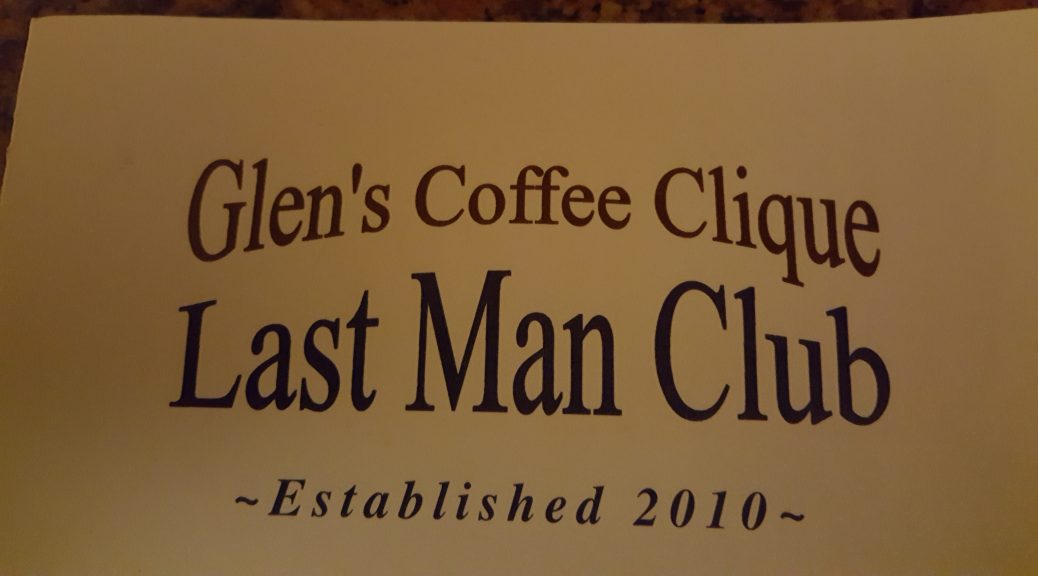 Glen's Coffee Clique
Last Man Club
~Established 2010~